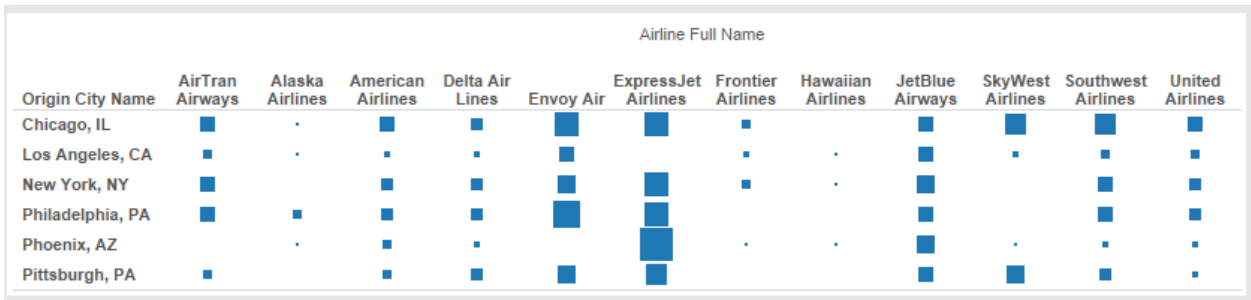 Airline Full Name
Origin City Name AirTran Airways Alaska Airlines American Airlines Delta Air Lines Envoy Air ExpressJet Airlines Frontier Airlines Hawaiian Airlines JetBlue Airways SkyWest Airlines Southwest Airlines United Airlines
Chicago, IL
Los Angeles, CA
New York, NY
Philadelphia, PA
Phoenix, AZ
Pittsburgh, PA